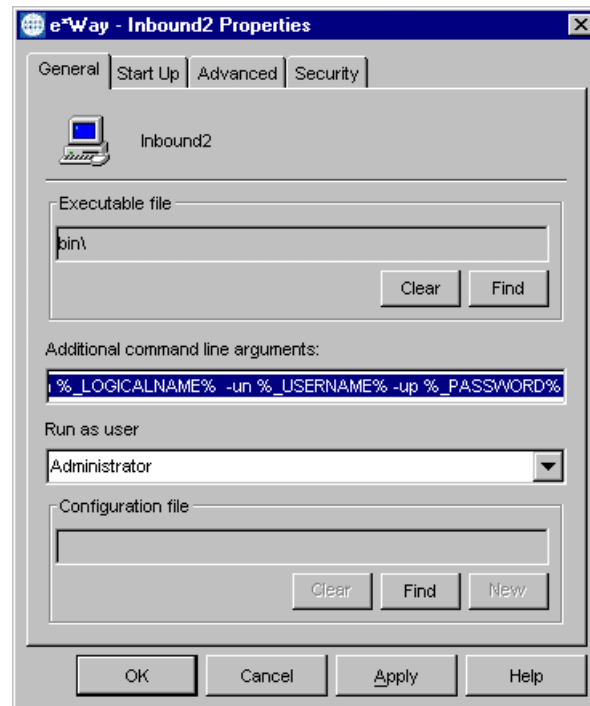 e*Way - Inbound2 Properties
General Start Up Advanced Security
Inbound2
Executable file
bin\
Clear Find
Additional command line arguments:
%_LOGICALNAME% -un %_USERNAME% -up %_PASSWORD%
Run as user
Administrator
Configuration file
Clear Find New
OK Cancel Apply Help